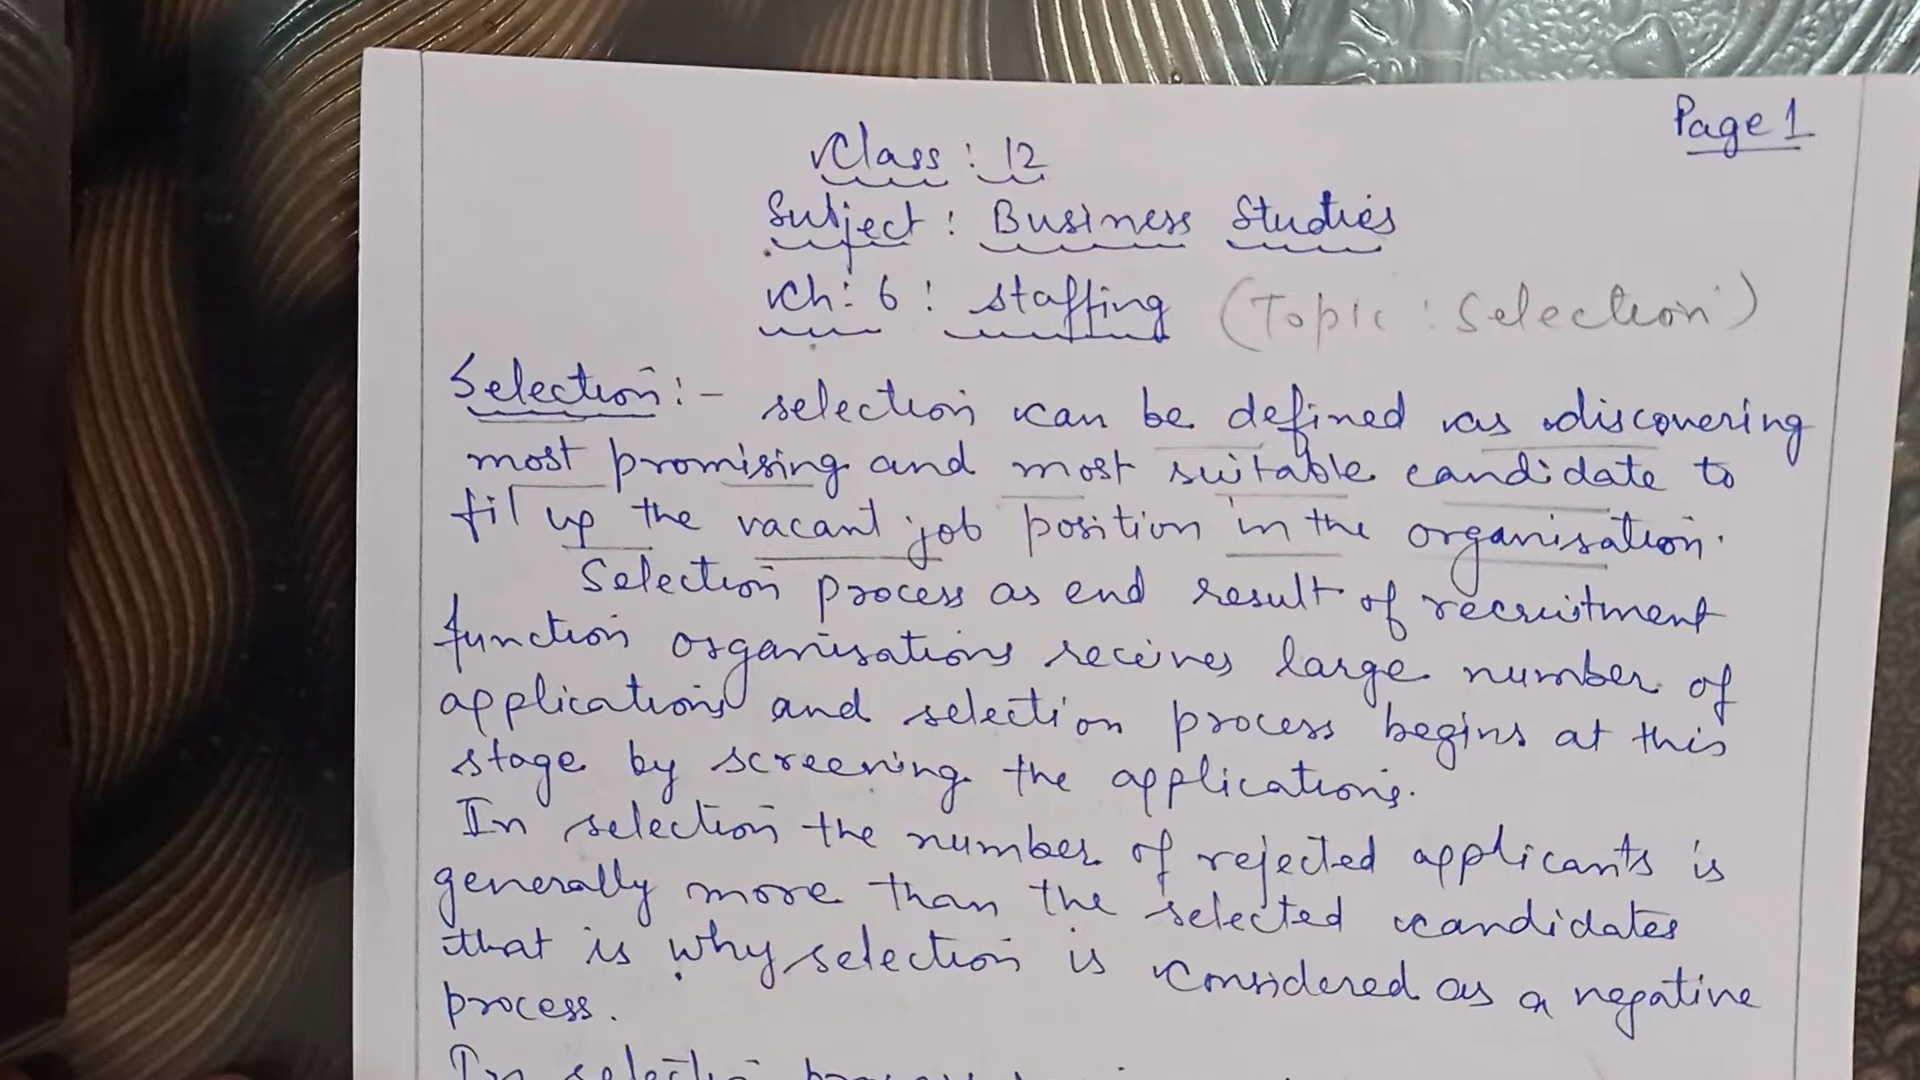 Page 1
Class : 12
Subject : Business Studies
Ch: 6 : staffing (Topic : Selection)
Selection :- selection can be defined as discovering
most promising and most suitable candidate to
fil up the vacant job position in the organisation.
Selection process as end result of recruitment
function organisations receives large number of
applications and selection process begins at this
stage by screening the applications.
In selection the number of rejected applicants is
generally more than the selected candidates
that is why selection is considered as a negative
process.
In selection